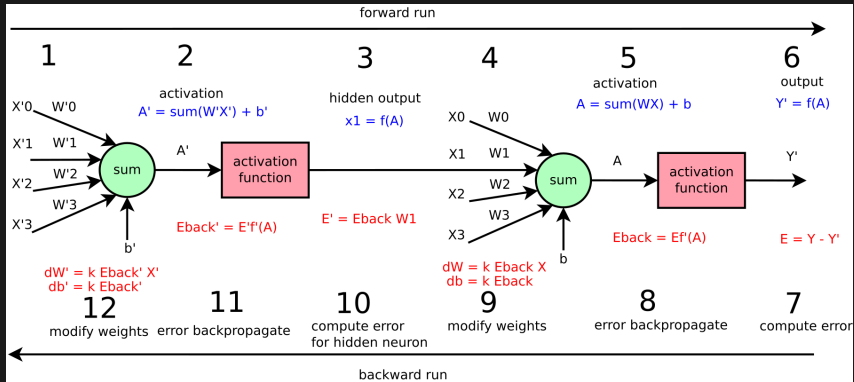 forward run
1
2
3
4
5
6
activation
A' = sum(W'X') + b'
hidden output
x1 = f(A)
activation
A = sum(WX) + b
output
Y' = f(A)
X'0 W'0
X'1 W'1
X'2 W'2
X'3 W'3
sum
b'
A'
activation
function
X0 W0
X1 W1
X2 W2
X3 W3
sum
b
A
activation
function
Y'
Eback' = E'f'(A)
E' = Eback W1
Eback = Ef'(A)
E = Y - Y'
dW' = k Eback' X'
db' = k Eback'
dW = k Eback X
db = k Eback
12
modify weights
11
error backpropagate
10
compute error
for hidden neuron
9
modify weights
8
error backpropagate
7
compute error
backward run